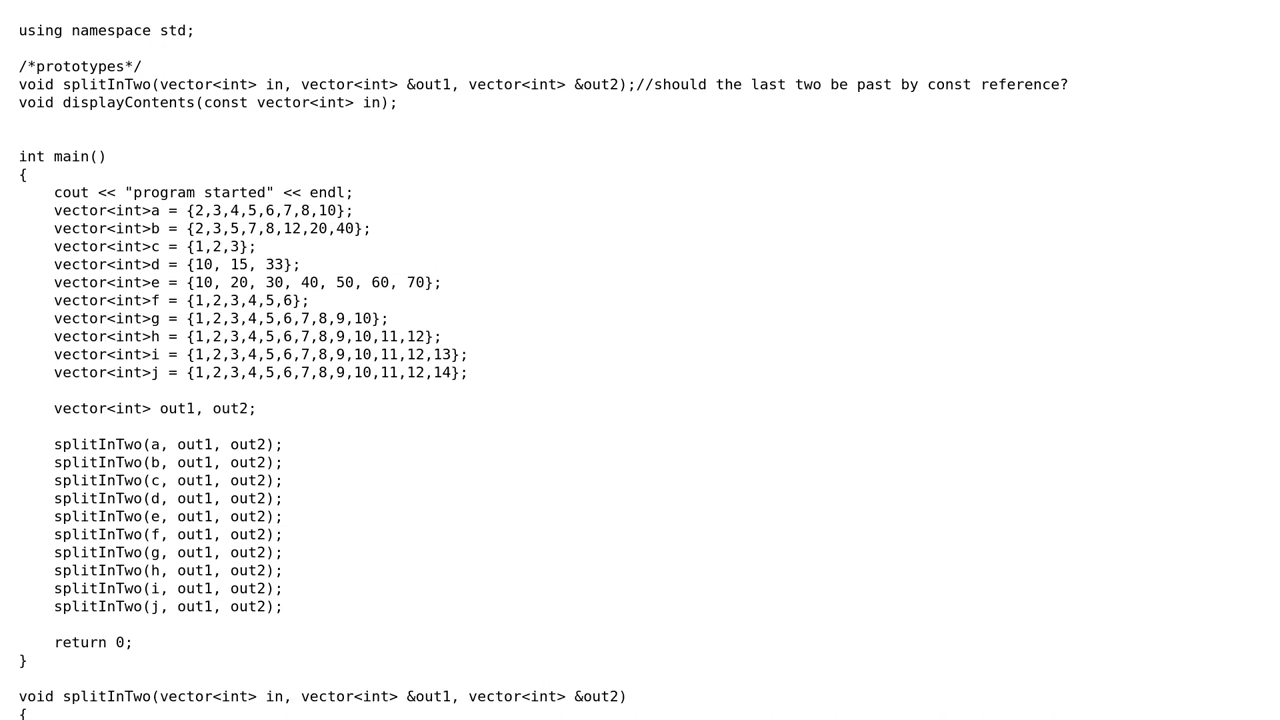 using namespace std;
/*prototypes*/
void splitInTwo(vector<int> in, vector<int> &out1, vector<int> &out2);//should the last two be past by const reference?
void displayContents(const vector<int> in);
int main()
{
    cout << "program started" << endl;
    vector<int>a = {2,3,4,5,6,7,8,10};
    vector<int>b = {2,3,5,7,8,12,20,40};
    vector<int>c = {1,2,3};
    vector<int>d = {10, 15, 33};
    vector<int>e = {10, 20, 30, 40, 50, 60, 70};
    vector<int>f = {1,2,3,4,5,6};
    vector<int>g = {1,2,3,4,5,6,7,8,9,10};
    vector<int>h = {1,2,3,4,5,6,7,8,9,10,11,12};
    vector<int>i = {1,2,3,4,5,6,7,8,9,10,11,12,13};
    vector<int>j = {1,2,3,4,5,6,7,8,9,10,11,12,14};
    vector<int> out1, out2;
    splitInTwo(a, out1, out2);
    splitInTwo(b, out1, out2);
    splitInTwo(c, out1, out2);
    splitInTwo(d, out1, out2);
    splitInTwo(e, out1, out2);
    splitInTwo(f, out1, out2);
    splitInTwo(g, out1, out2);
    splitInTwo(h, out1, out2);
    splitInTwo(i, out1, out2);
    splitInTwo(j, out1, out2);
    return 0;
}
void splitInTwo(vector<int> in, vector<int> &out1, vector<int> &out2)
{